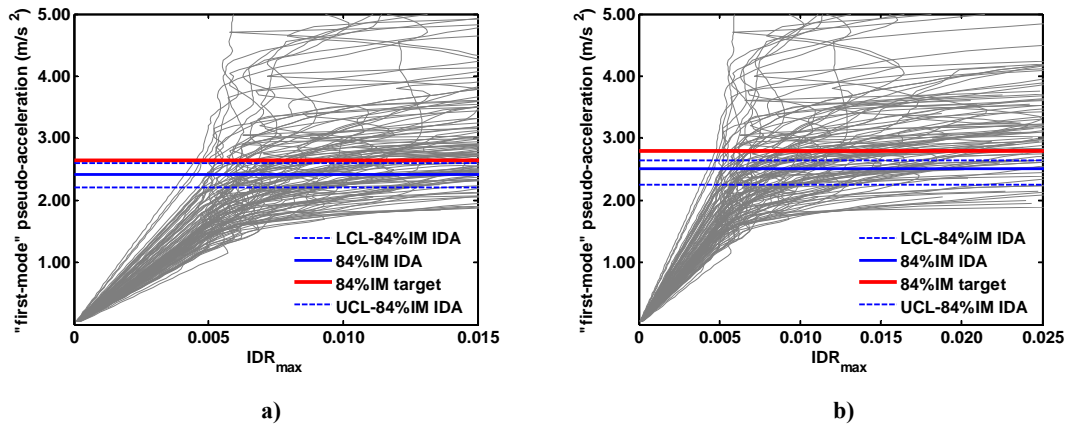 5.00
4.00
3.00
2.00
1.00
"first-mode" pseudo-acceleration (m/s²)
LCL-84%IM IDA
84%IM IDA
84%IM target
UCL-84%IM IDA
0
0.005
0.010
0.015
IDRmax
a)
5.00
4.00
3.00
2.00
1.00
"first-mode" pseudo-acceleration (m/s²)
LCL-84%IM IDA
84%IM IDA
84%IM target
UCL-84%IM IDA
0
0.005
0.010
0.015
0.020
0.025
IDRmax
b)